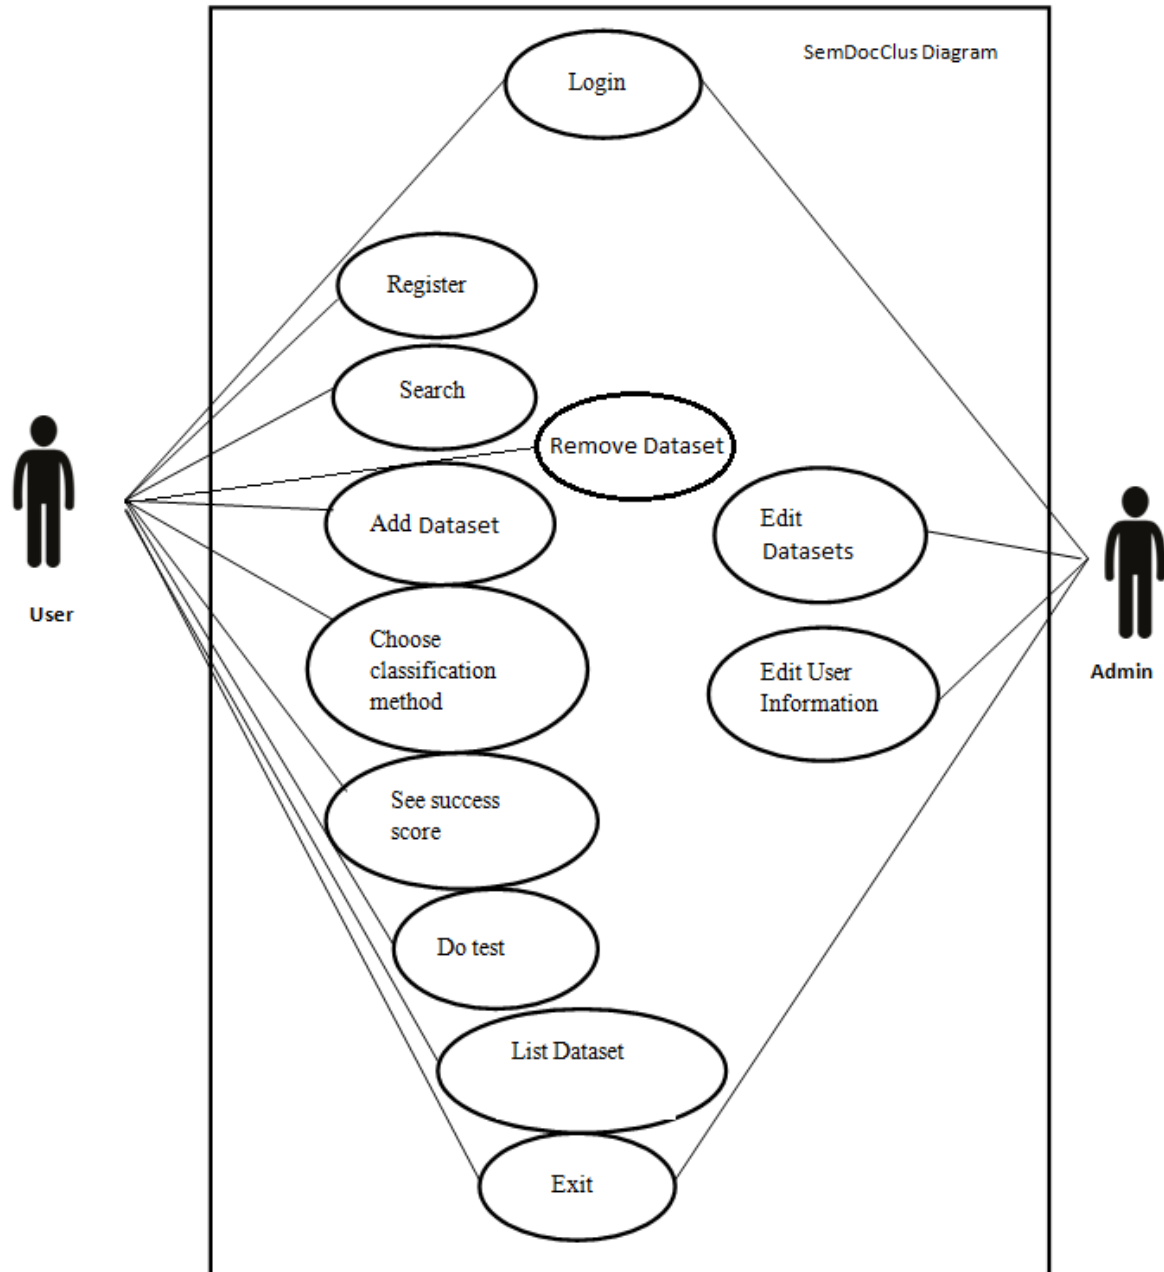 SemDocClus Diagram
Login
Register
Search
Remove Dataset
Add Dataset
Edit
Datasets
User
Choose
classification
method
Edit User
Information
Admin
See success
score
Do test
List Dataset
Exit